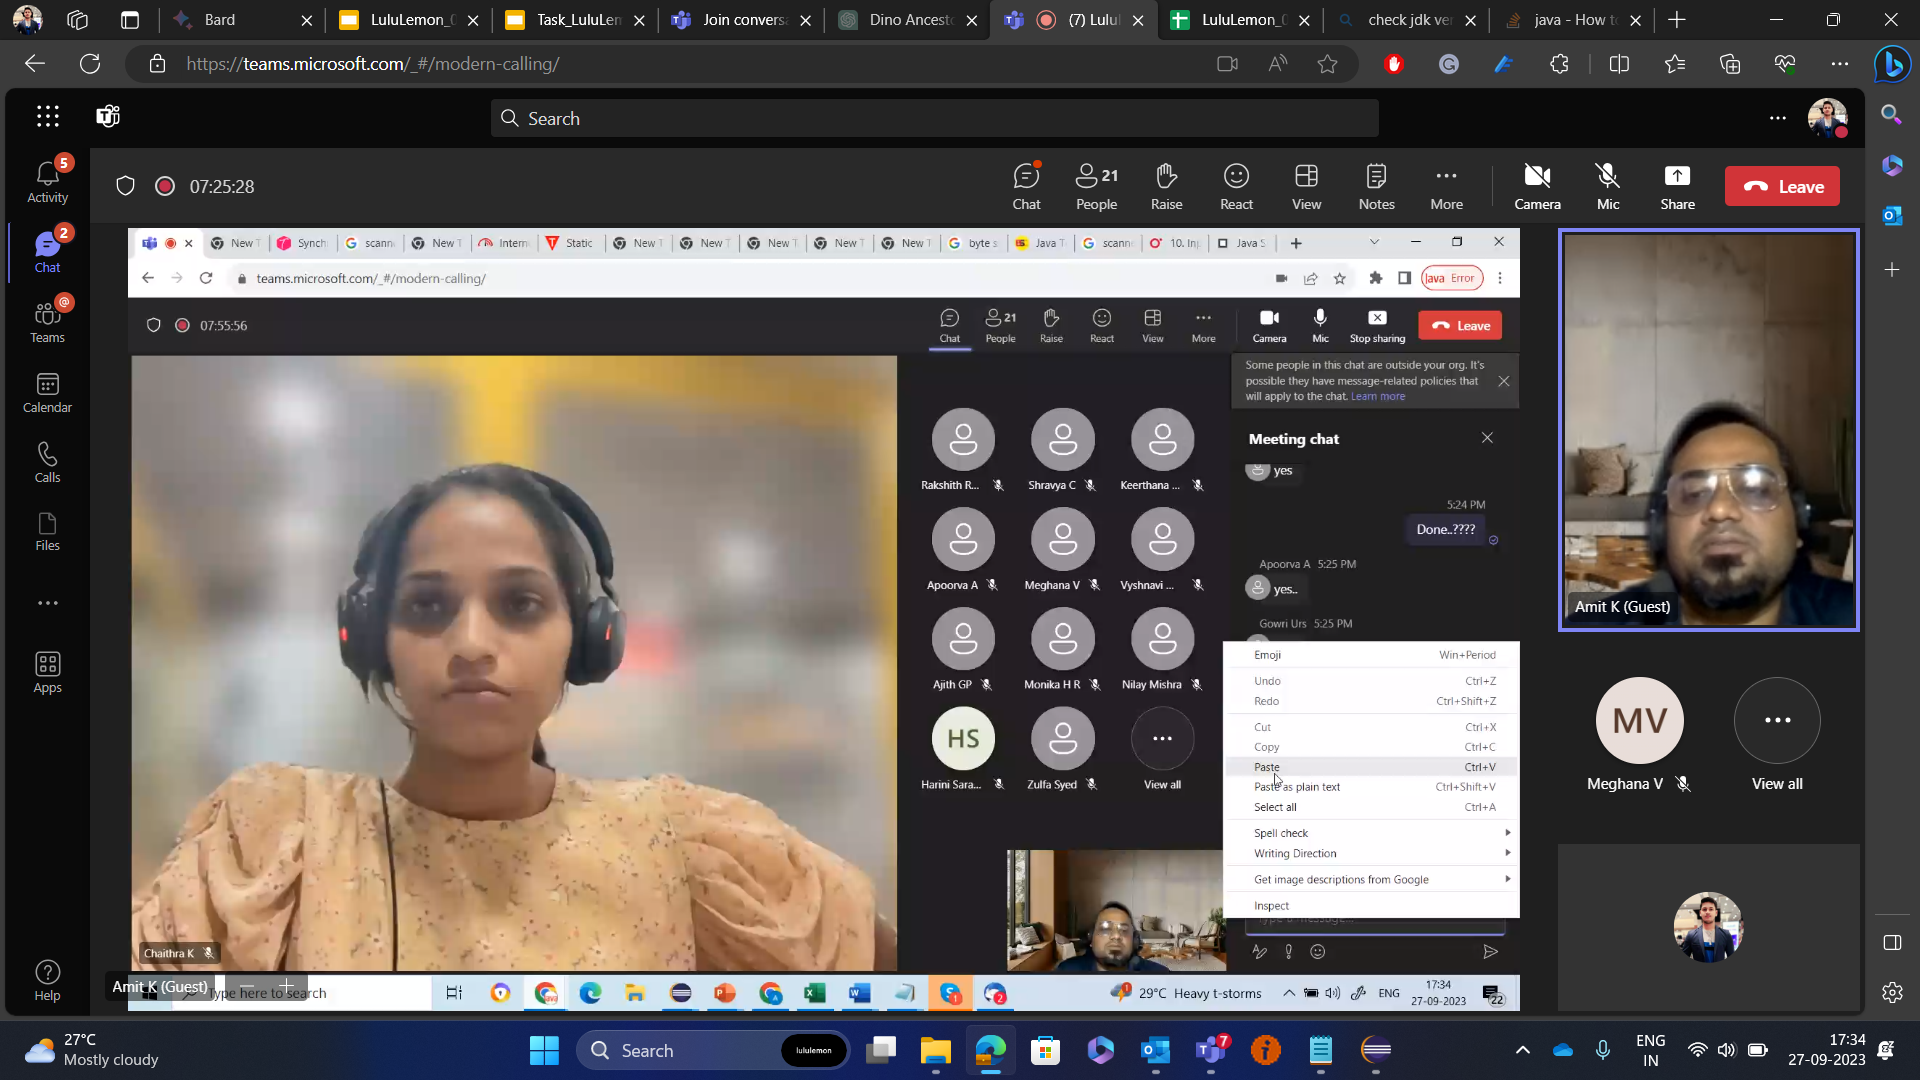 Bard
LuluLemon_0
Task_LuluLem
Join convers
Dino Ancest
(7) Lulu
LuluLemon_0
check jdk ve
java - How to
https://teams.microsoft.com/_#/modern-calling/
Search
07:25:28
Chat
21
People
Raise
React
View
Notes
More
Camera
Mic
Share
Leave
5
Activity
2
Chat
@
Teams
Calendar
Calls
Files
Apps
Help
New T
Synch
scann
New T
Intern
Static
New T
New T
New T
New T
New T
byte s
Java T
scann
10. In
Java S
teams.microsoft.com/_#/modern-calling/
Java Error
07:55:56
Chat
21
People
Raise
React
View
More
Camera
Mic
Stop sharing
Leave
Some people in this chat are outside your org. It's
possible they have message-related policies that
will apply to the chat. Learn more
Meeting chat
yes
5:24 PM
Done..????
Apoorva A 5:25 PM
yes..
Gowri Urs 5:25 PM
Rakshith R...
Shravya C
Keerthana ...
Apoorva A
Meghana V
Vyshnavi ...
Ajith GP
Monika H R
Nilay Mishra
HS
Harini Sara...
Zulfa Syed
View all
Emoji Win+Period
Undo Ctrl+Z
Redo Ctrl+Shift+Z
Cut Ctrl+X
Copy Ctrl+C
Paste Ctrl+V
Paste as plain text Ctrl+Shift+V
Select all Ctrl+A
Spell check
Writing Direction
Get image descriptions from Google
Inspect
Type a message...
Chaithra K
Amit K (Guest)
Type here to search
29°C Heavy t-storms
ENG
17:34
27-09-2023
22
Amit K (Guest)
MV
Meghana V
View all
27°C
Mostly cloudy
Search
lululemon
7
ENG
IN
17:34
27-09-2023